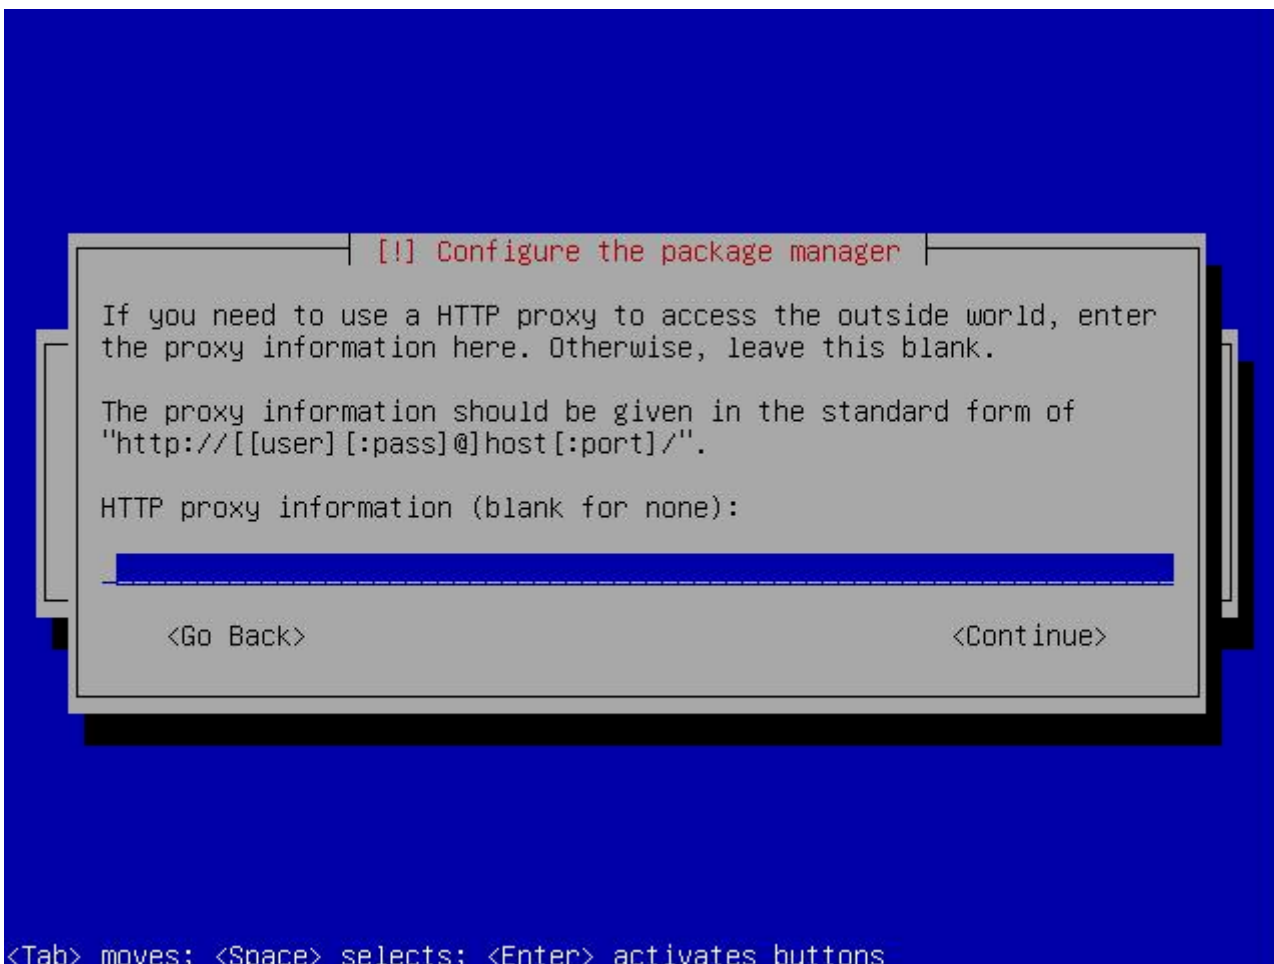 [!] Configure the package manager
If you need to use a HTTP proxy to access the outside world, enter
the proxy information here. Otherwise, leave this blank.
The proxy information should be given in the standard form of
"http://[[user][:pass]@]host[:port]/".
HTTP proxy information (blank for none):
<Go Back> <Continue>
<Tab> moves; <Space> selects; <Enter> activates buttons